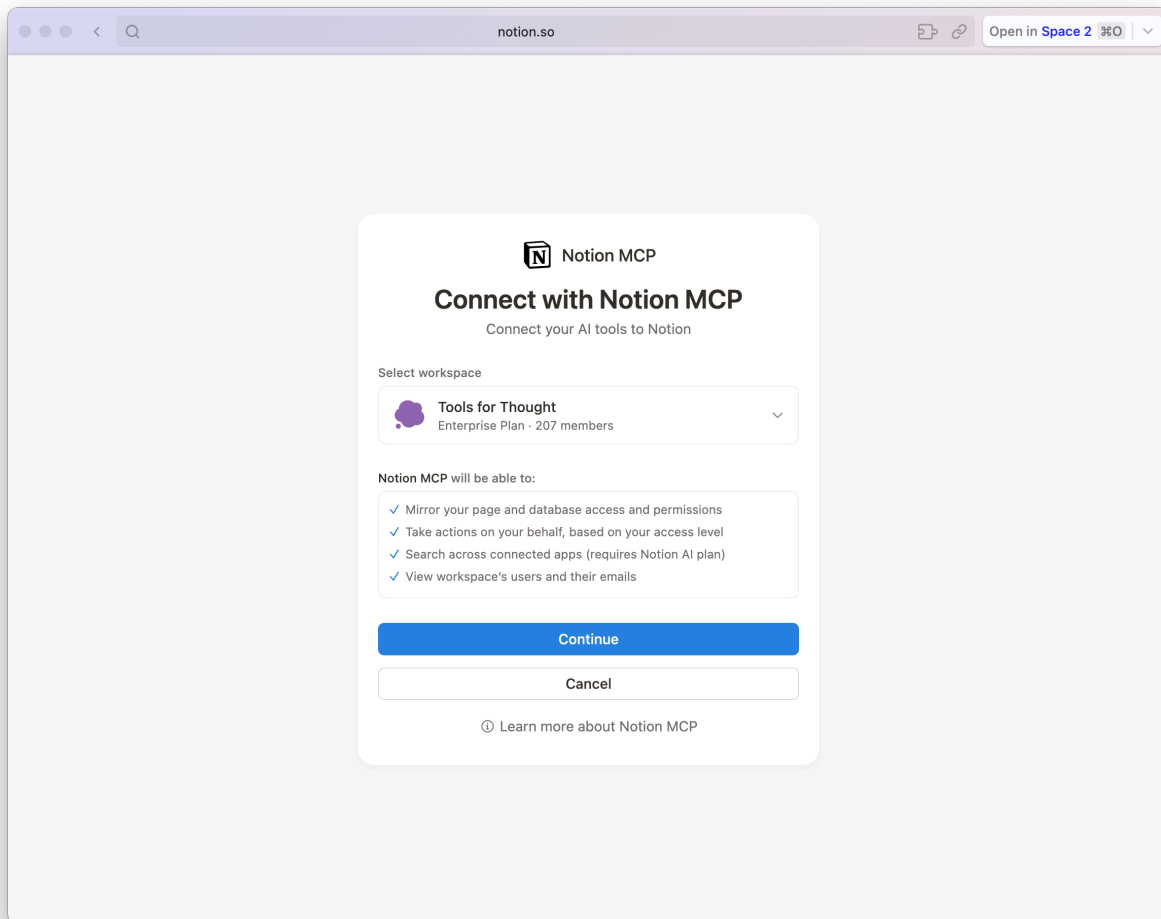 notion.so
Open in Space 2 ⌘O
Notion MCP
Connect with Notion MCP
Connect your AI tools to Notion
Select workspace
Tools for Thought
Enterprise Plan · 207 members
Notion MCP will be able to:
Mirror your page and database access and permissions
Take actions on your behalf, based on your access level
Search across connected apps (requires Notion AI plan)
View workspace’s users and their emails
Continue
Cancel
Learn more about Notion MCP